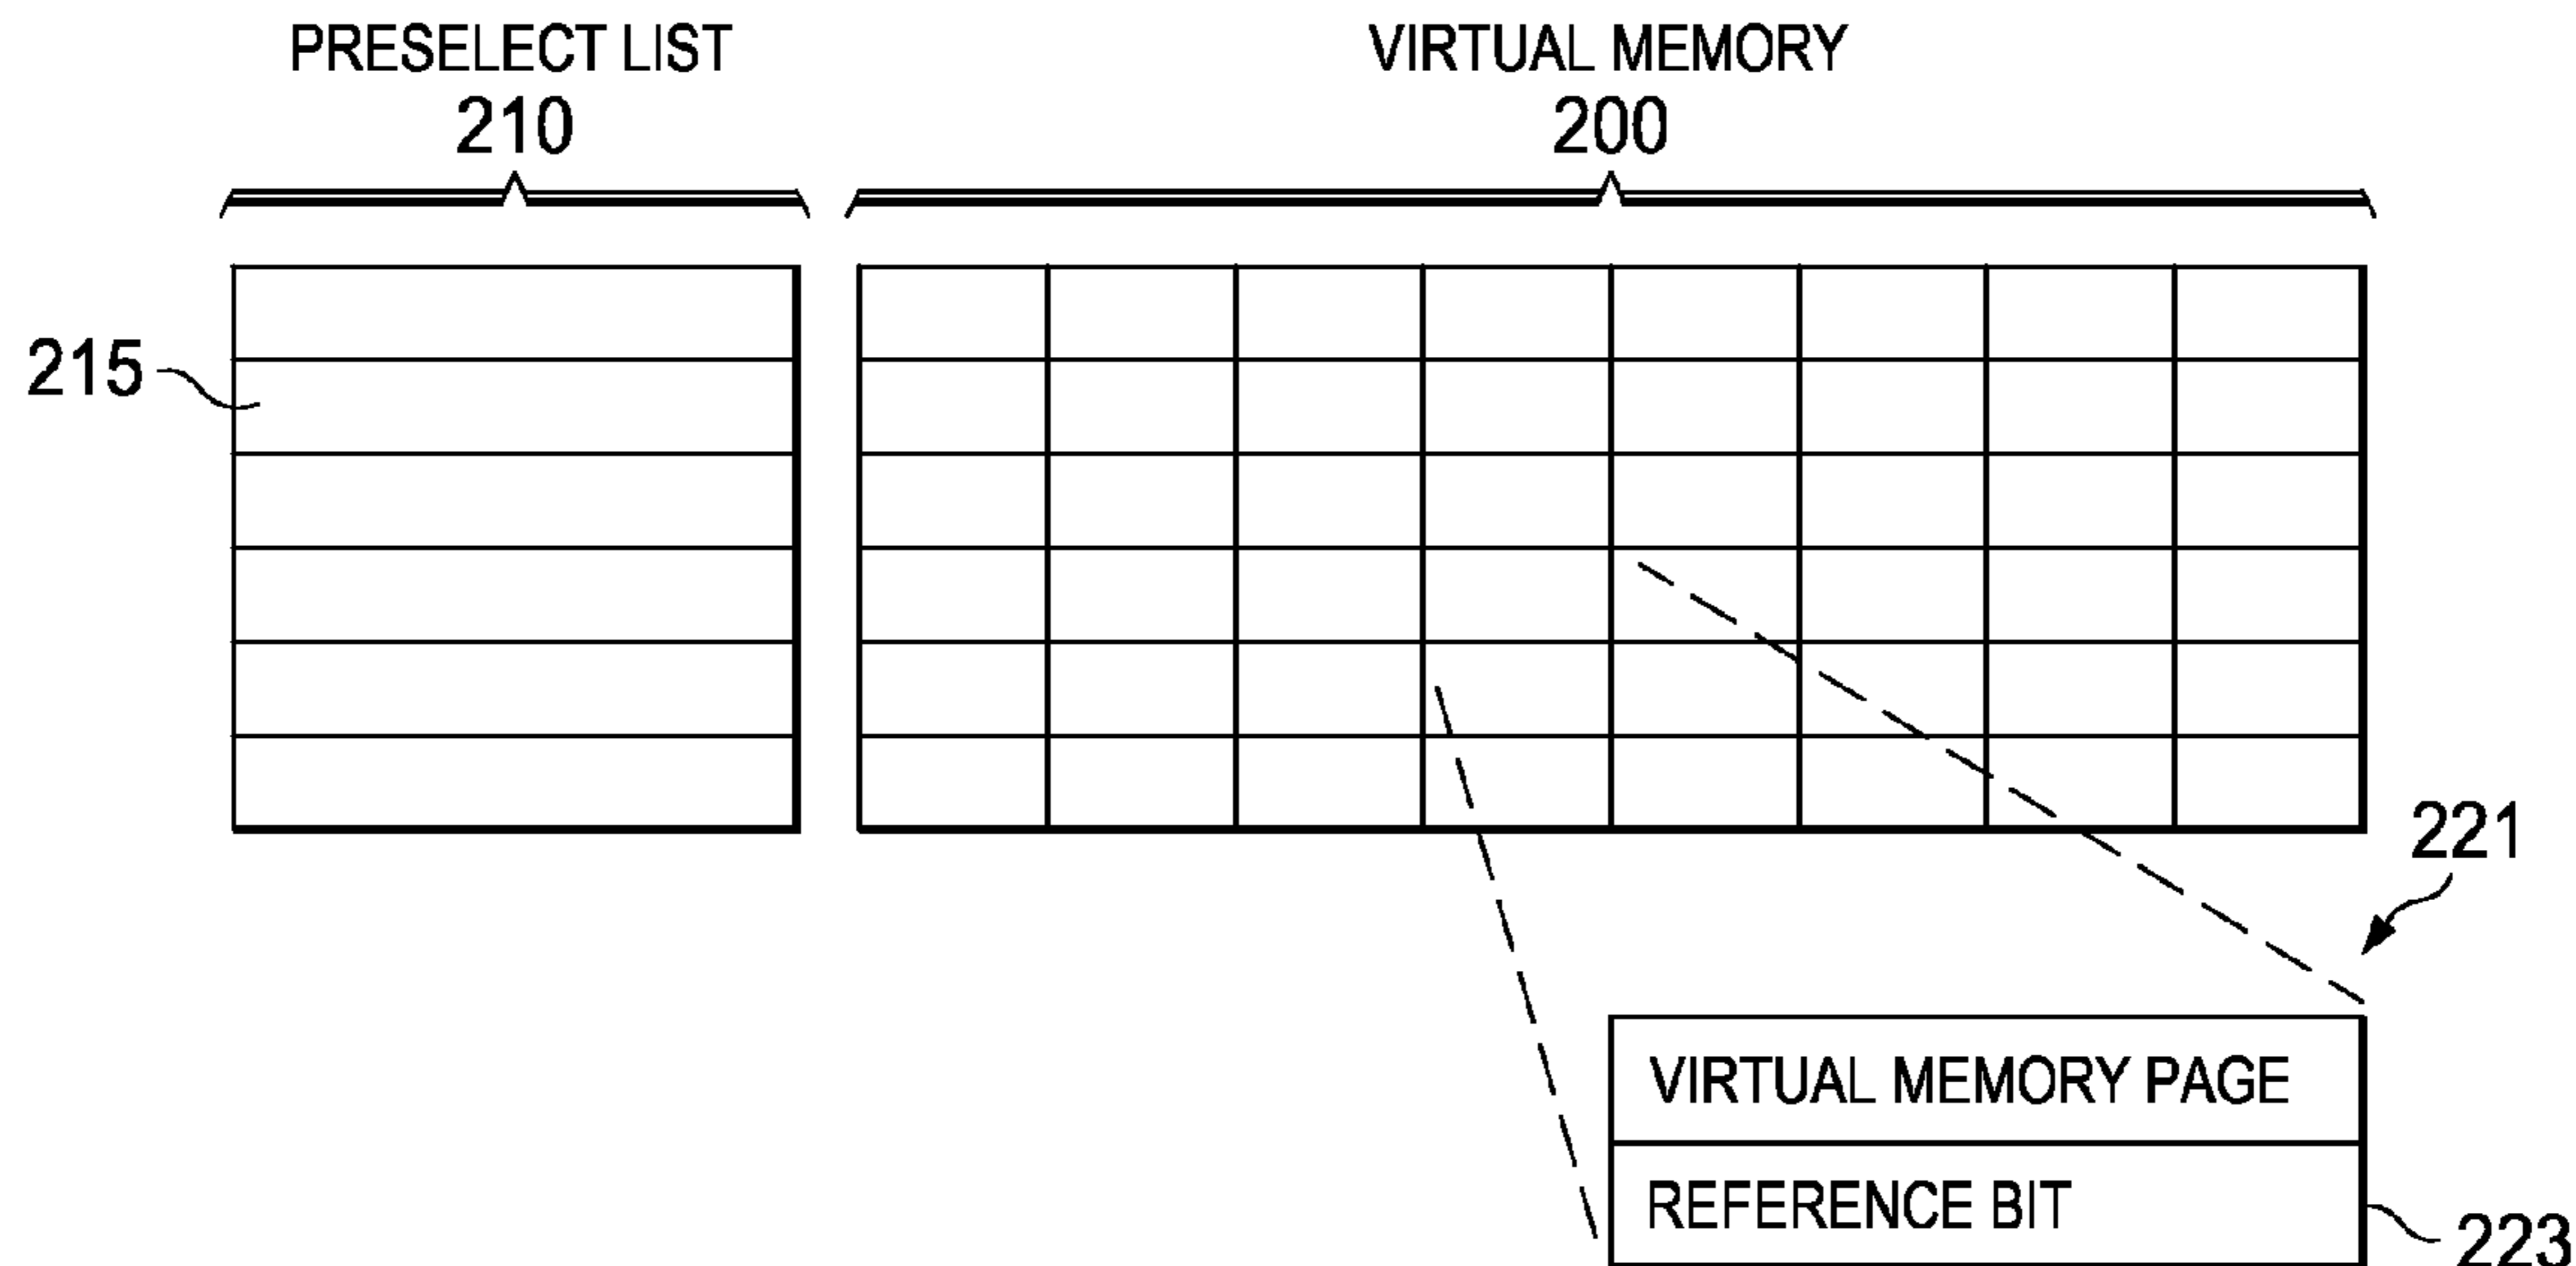 PRESELECT LIST
210
VIRTUAL MEMORY
200
215
221
VIRTUAL MEMORY PAGE
REFERENCE BIT
223